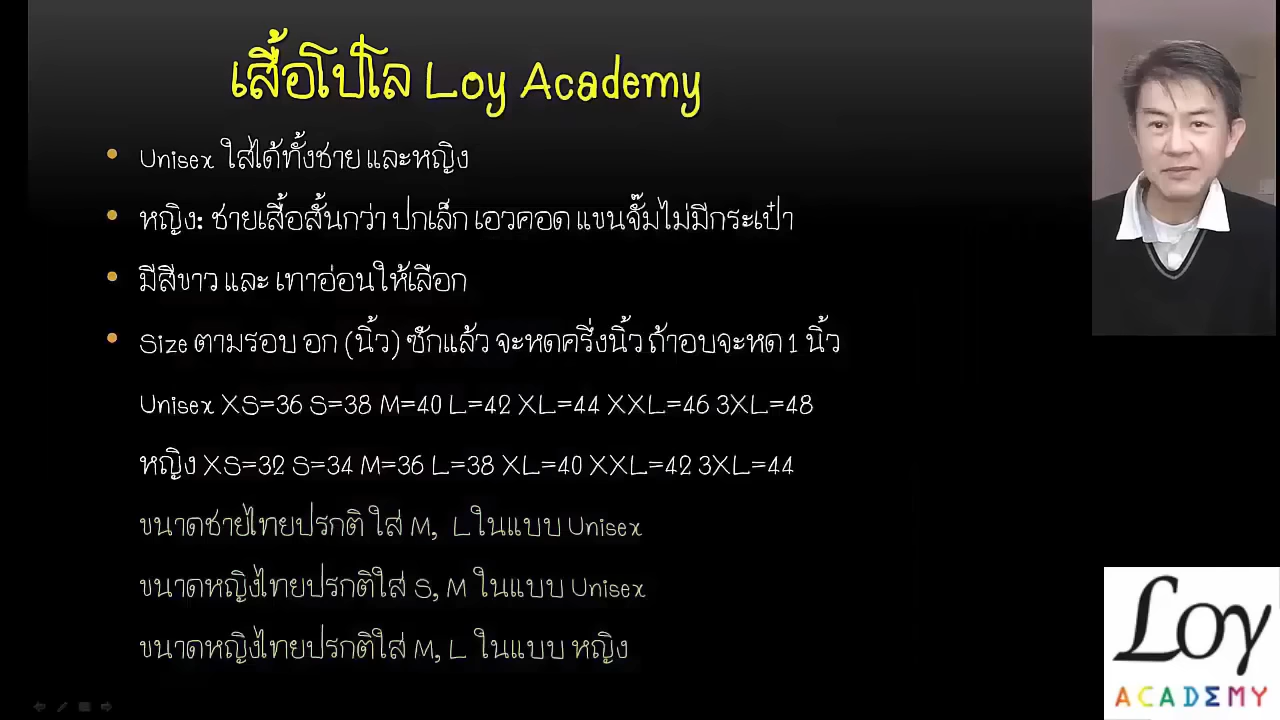 เสื้อโปโล Loy Academy
Unisex ใส่ได้ทั้งชาย และหญิง
หญิง: ชายเสื้อสั้นกว่า ปกเล็ก เอวคอด แขนจั๊มไม่มีกระเป๋า
มีสีขาว และ เทาอ่อนให้เลือก
Size ตามรอบ อก (นิ้ว) ซักแล้ว จะหดครึ่งนิ้ว ถ้าอบจะหด 1 นิ้ว
Unisex XS=36 S=38 M=40 L=42 XL=44 XXL=46 3XL=48
หญิง XS=32 S=34 M=36 L=38 XL=40 XXL=42 3XL=44
ขนาดชายไทยปรกติ ใส่ M, L ในแบบ Unisex
ขนาดหญิงไทยปรกติใส่ S, M ในแบบ Unisex
ขนาดหญิงไทยปรกติใส่ M, L ในแบบ หญิง
Loy
ACADEMY